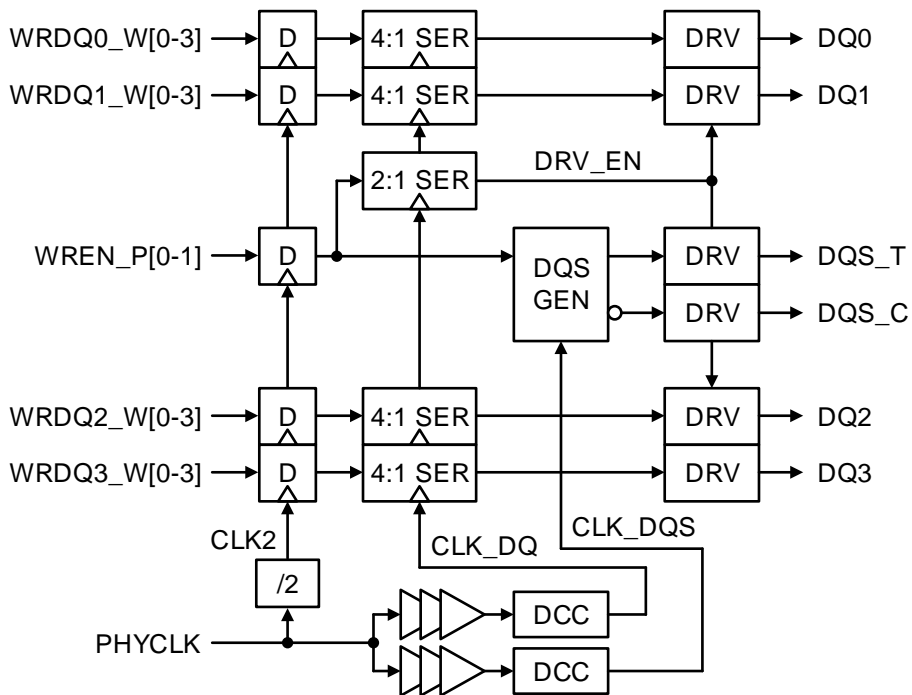 WRDQ0_W[0-3] D 4:1 SER DRV DQ0
WRDQ1_W[0-3] D 4:1 SER DRV DQ1
DRV_EN
2:1 SER
WREN_P[0-1] D DQS GEN DRV DQS_T
DRV DQS_C
WRDQ2_W[0-3] D 4:1 SER DRV DQ2
WRDQ3_W[0-3] D 4:1 SER DRV DQ3
CLK2 CLK_DQ CLK_DQS
/2
DCC
PHYCLK
DCC